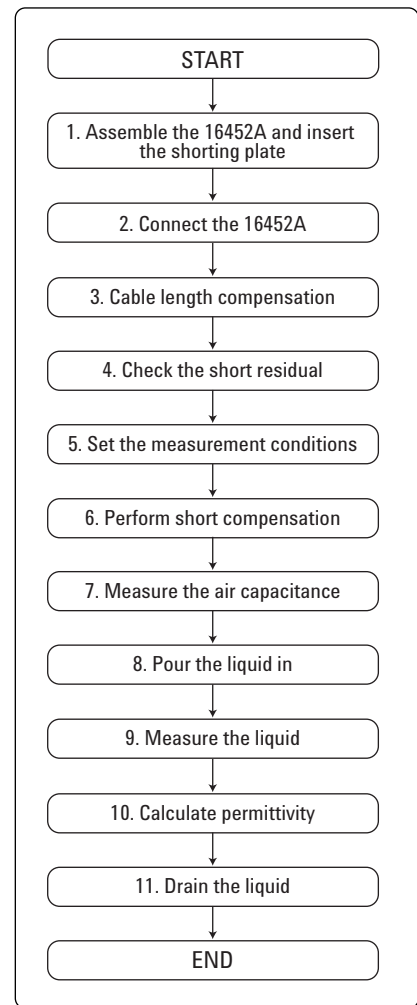 START
1. Assemble the 16452A and insert
the shorting plate
2. Connect the 16452A
3. Cable length compensation
4. Check the short residual
5. Set the measurement conditions
6. Perform short compensation
7. Measure the air capacitance
8. Pour the liquid in
9. Measure the liquid
10. Calculate permittivity
11. Drain the liquid
END